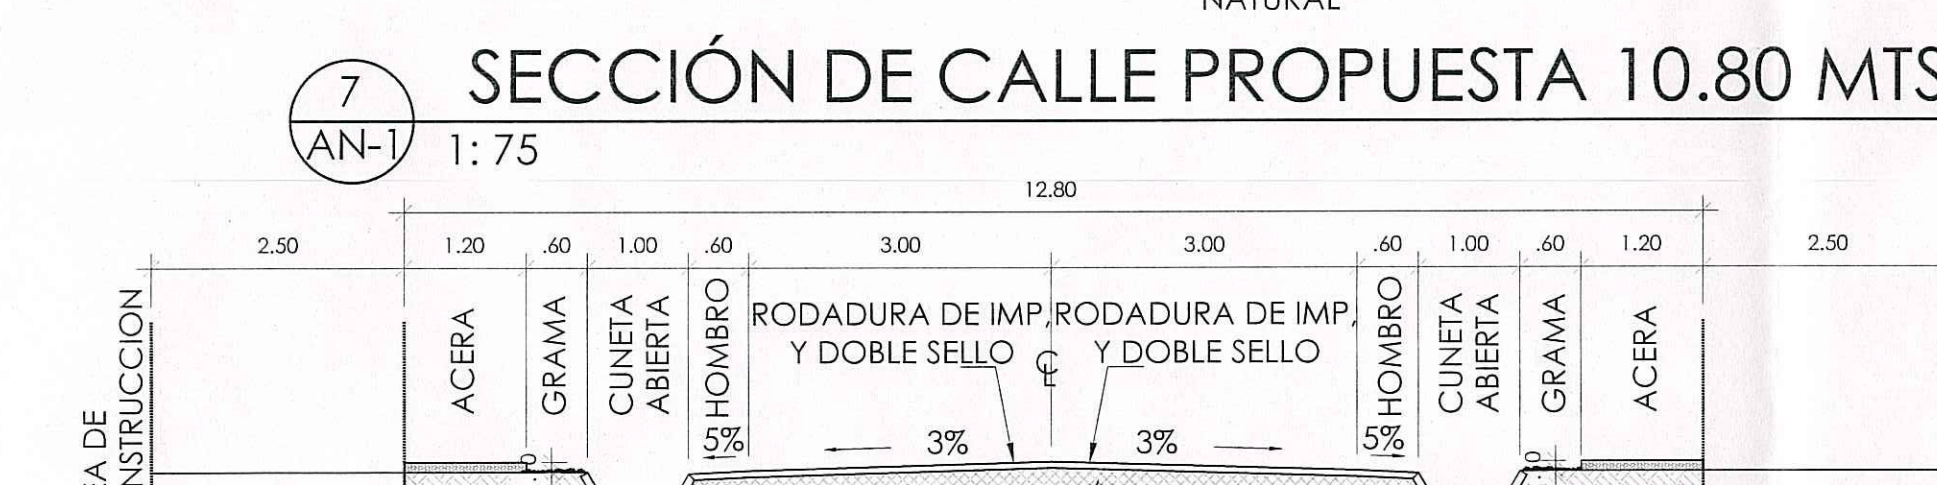 NATURAL
7
SECCIÓN DE CALLE PROPUESTA 10.80 MTS
AN-1
1: 75
12.80
2.50 1.20 .60 1.00 .60 3.00 3.00 .60 1.00 .60 1.20 2.50
ACERA
GRAMA
CUNETA
ABIERTA
HOMBRO
RODADURA DE IMP,
Y DOBLE SELLO
RODADURA DE IMP,
Y DOBLE SELLO
HOMBRO
CUNETA
ABIERTA
GRAMA
ACERA
5% 3% 3% 5%